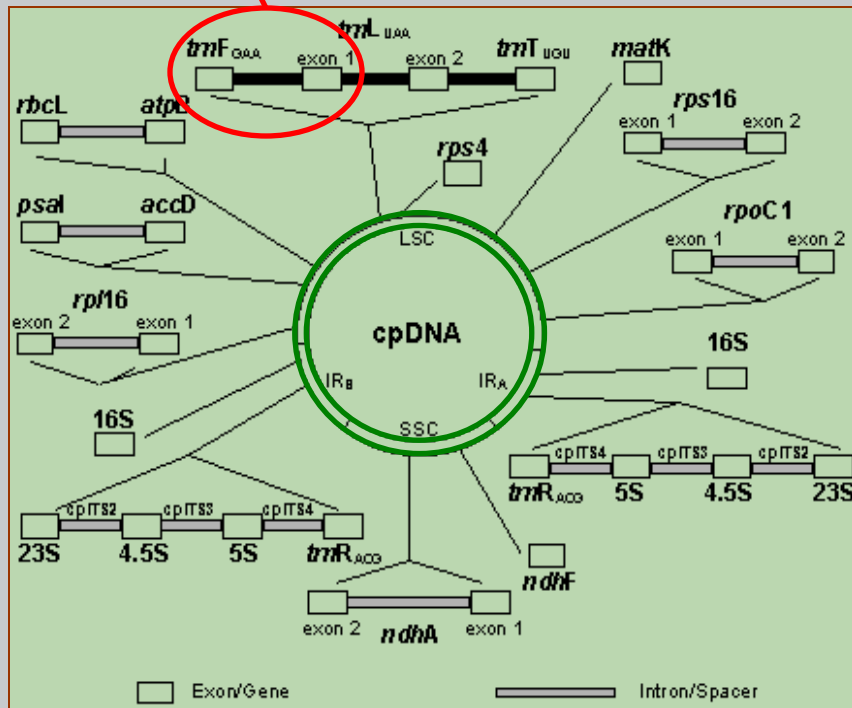 trnL UAA
trnF GAA exon 1 exon 2 trnT UGU
matK
rbcL atpB
rps16
exon 1 exon 2
rps4
psaI accD
rpoC1
exon 1 exon 2
LSC
rpl16
exon 2 exon 1
cpDNA
16S
IRB IRA
16S
SSC
cpITS4 cpITS3 cpITS2
trnR ACG 5S 4.5S 23S
cpITS2 cpITS3 cpITS4
23S 4.5S 5S trnR ACG
ndhF
exon 2 ndhA exon 1
Exon/Gene Intron/Spacer